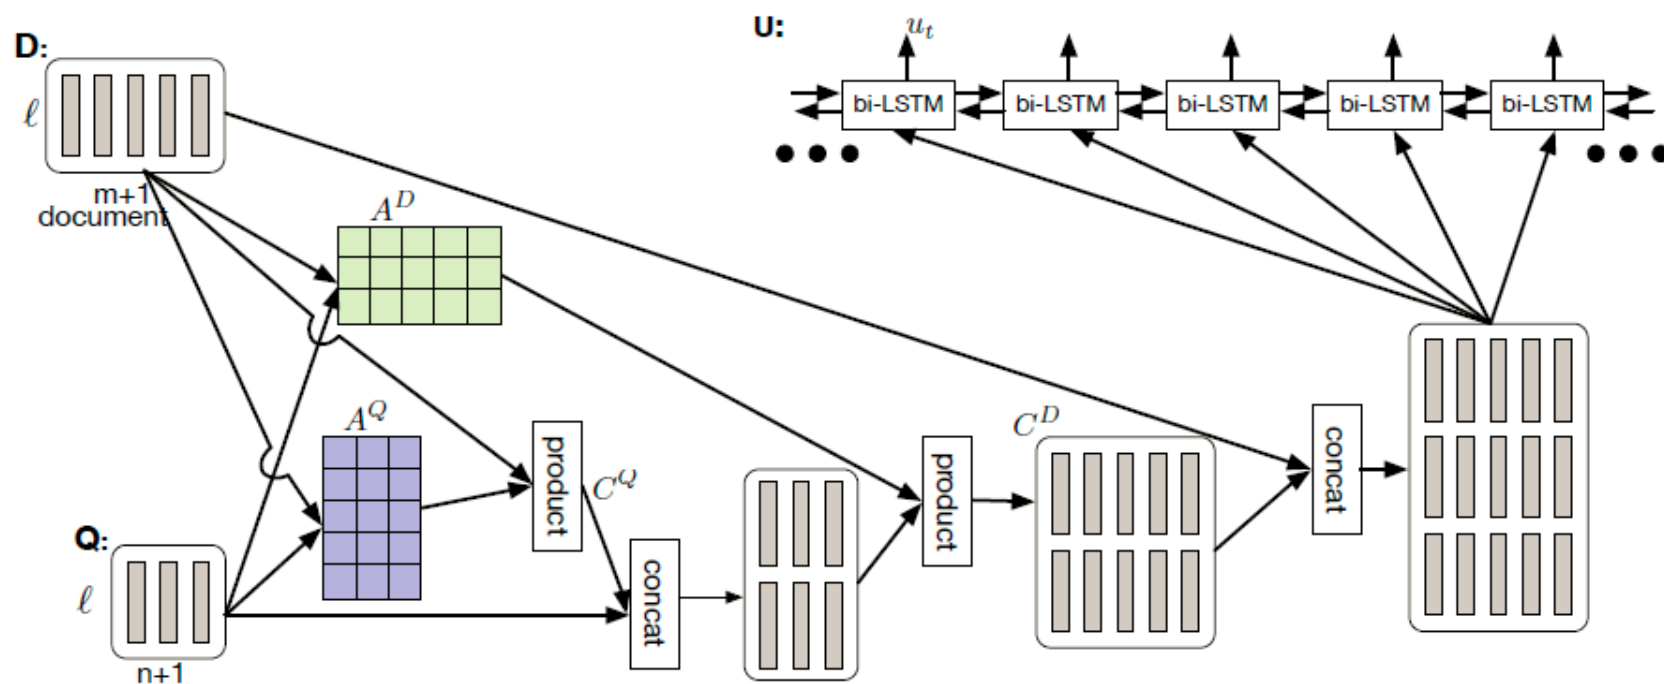 D:
ℓ
m+1
document
U:
u_t
bi-LSTM
bi-LSTM
bi-LSTM
bi-LSTM
bi-LSTM
A^D
A^Q
product
C^Q
Q:
ℓ
n+1
concat
product
C^D
concat